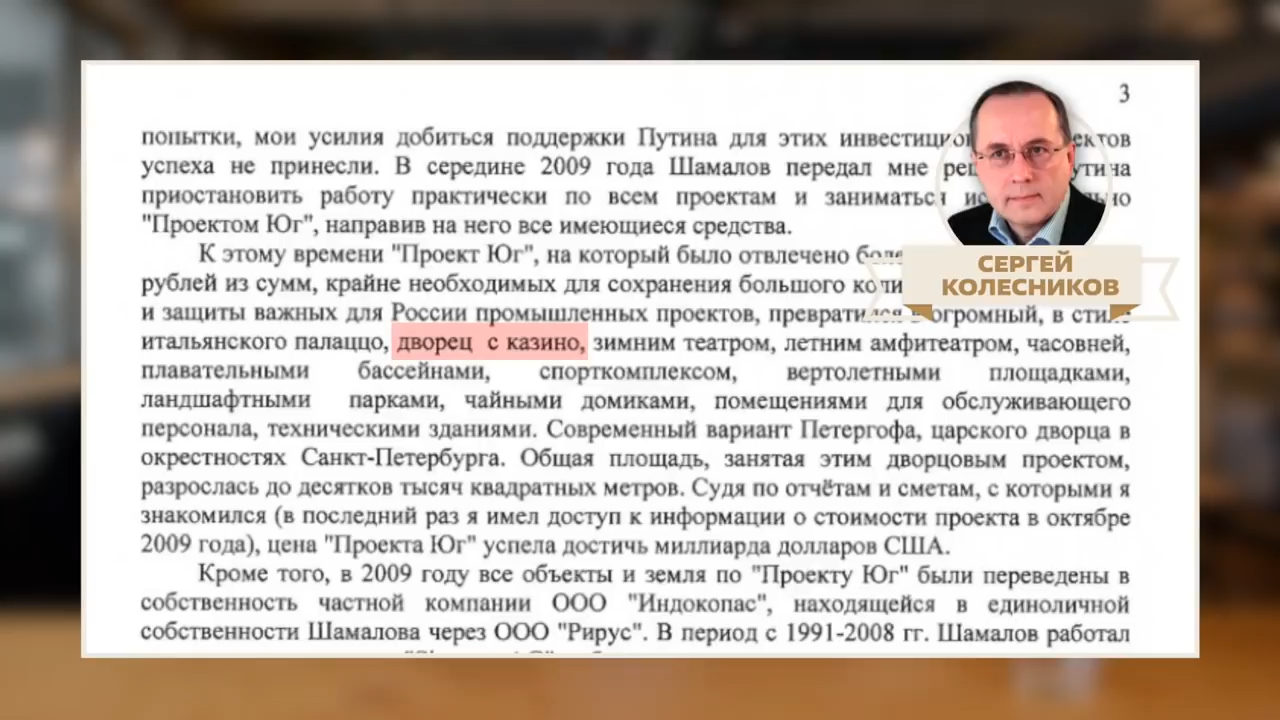 3
попытки, мои усилия добиться поддержки Путина для этих
успеха не принесли. В середине 2009 года Шамалов передал мне
приостановить работу практически по всем проектам и заниматься
"Проектом Юг", направив на него все имеющиеся средства.
К этому времени "Проект Юг", на который было отвлечено
рублей из сумм, крайне необходимых для сохранения большого
и защиты важных для России промышленных проектов, огромный, в стиле
итальянского палаццо, дворец с казино, зимним театром, летним амфитеатром, часовней,
плавательными бассейнами, спорткомплексом, вертолетными площадками,
ландшафтными парками, чайными домиками, помещениями для обслуживающего
персонала, техническими зданиями. Современный вариант Петергофа, царского дворца в
окрестностях Санкт-Петербурга. Общая площадь, занятая этим дворцовым проектом,
разрослась до десятков тысяч квадратных метров. Судя по отчётам и сметам, с которыми я
знакомился (в последний раз я имел доступ к информации о стоимости проекта в октябре
2009 года), цена "Проекта Юг" успела достичь миллиарда долларов США.
Кроме того, в 2009 году все объекты и земля по "Проекту Юг" были переведены в
собственность частной компании ООО "Индокопас", находящейся в единоличной
собственности Шамалова через ООО "Рирус". В период с 1991-2008 гг. Шамалов работал
СЕРГЕЙ
КОЛЕСНИКОВ